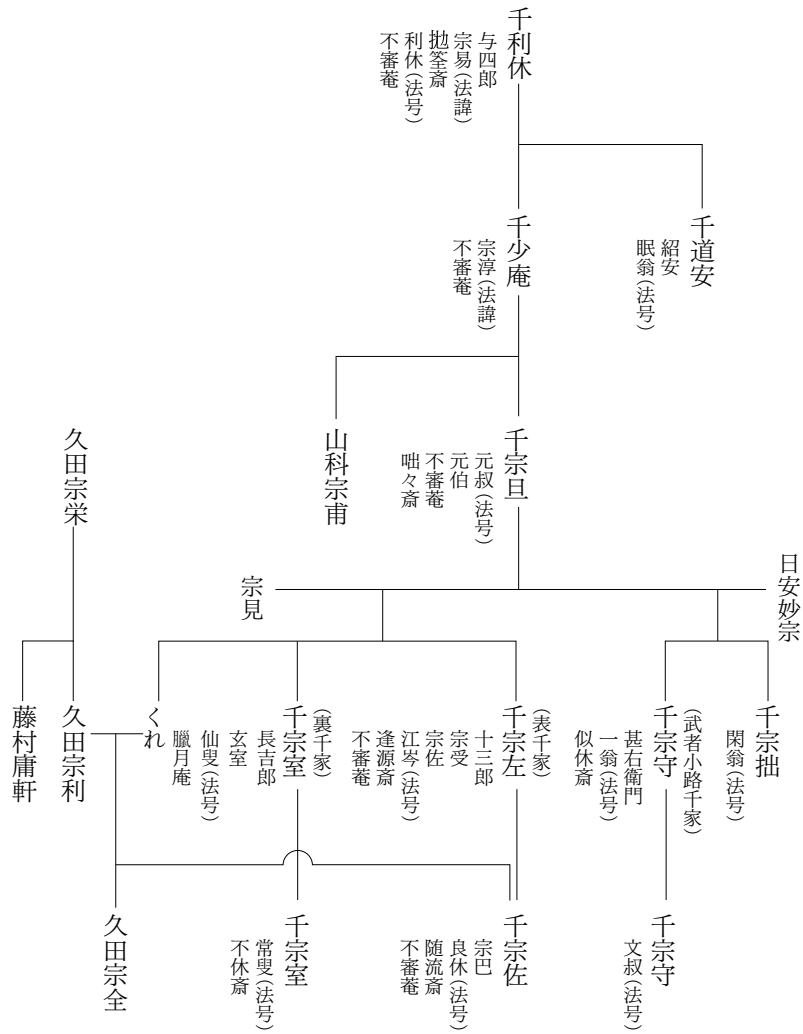 千利休
与四郎
宗易（法諱）
拋筌斎
利休（法号）
不審菴
千道安
紹安
眠翁（法号）
千少庵
宗淳（法諱）
不審菴
千宗旦
元叔（法号）
元伯
不審菴
咄々斎
山科宗甫
久田宗栄
日安妙宗
宗見
千宗拙
閑翁（法号）
（武者小路千家）
千宗守
甚右衛門
一翁（法号）
似休斎
（表千家）
千宗左
十三郎
宗受
宗佐
江岑（法号）
逢源斎
不審菴
（裏千家）
千宗室
長吉郎
玄室
仙叟（法号）
臘月庵
くれ
久田宗利
藤村庸軒
千宗守
文叔（法号）
千宗佐
宗巴
良休（法号）
随流斎
不審菴
千宗室
常叟（法号）
不休斎
久田宗全